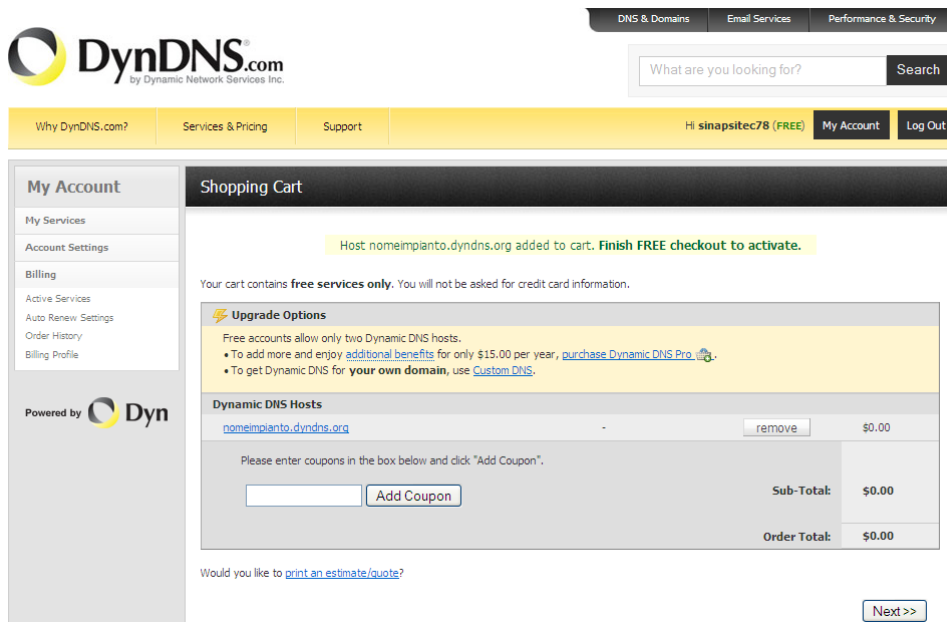 DNS & Domains Email Services Performance & Security
DynDNS.com
by Dynamic Network Services Inc.
What are you looking for? Search
Why DynDNS.com? Services & Pricing Support Hi sinapsitec78 (FREE) My Account Log Out
My Account
My Services
Account Settings
Billing
Active Services
Auto Renew Settings
Order History
Billing Profile
Powered by Dyn
Shopping Cart
Host nomeimpianto.dyndns.org added to cart. Finish FREE checkout to activate.
Your cart contains free services only. You will not be asked for credit card information.
Upgrade Options
Free accounts allow only two Dynamic DNS hosts.
• To add more and enjoy additional benefits for only $15.00 per year, purchase Dynamic DNS Pro .
• To get Dynamic DNS for your own domain, use Custom DNS.
Dynamic DNS Hosts
nomeimpianto.dyndns.org - remove $0.00
Please enter coupons in the box below and click "Add Coupon".
Add Coupon
Sub-Total: $0.00
Order Total: $0.00
Would you like to print an estimate/quote?
Next >>